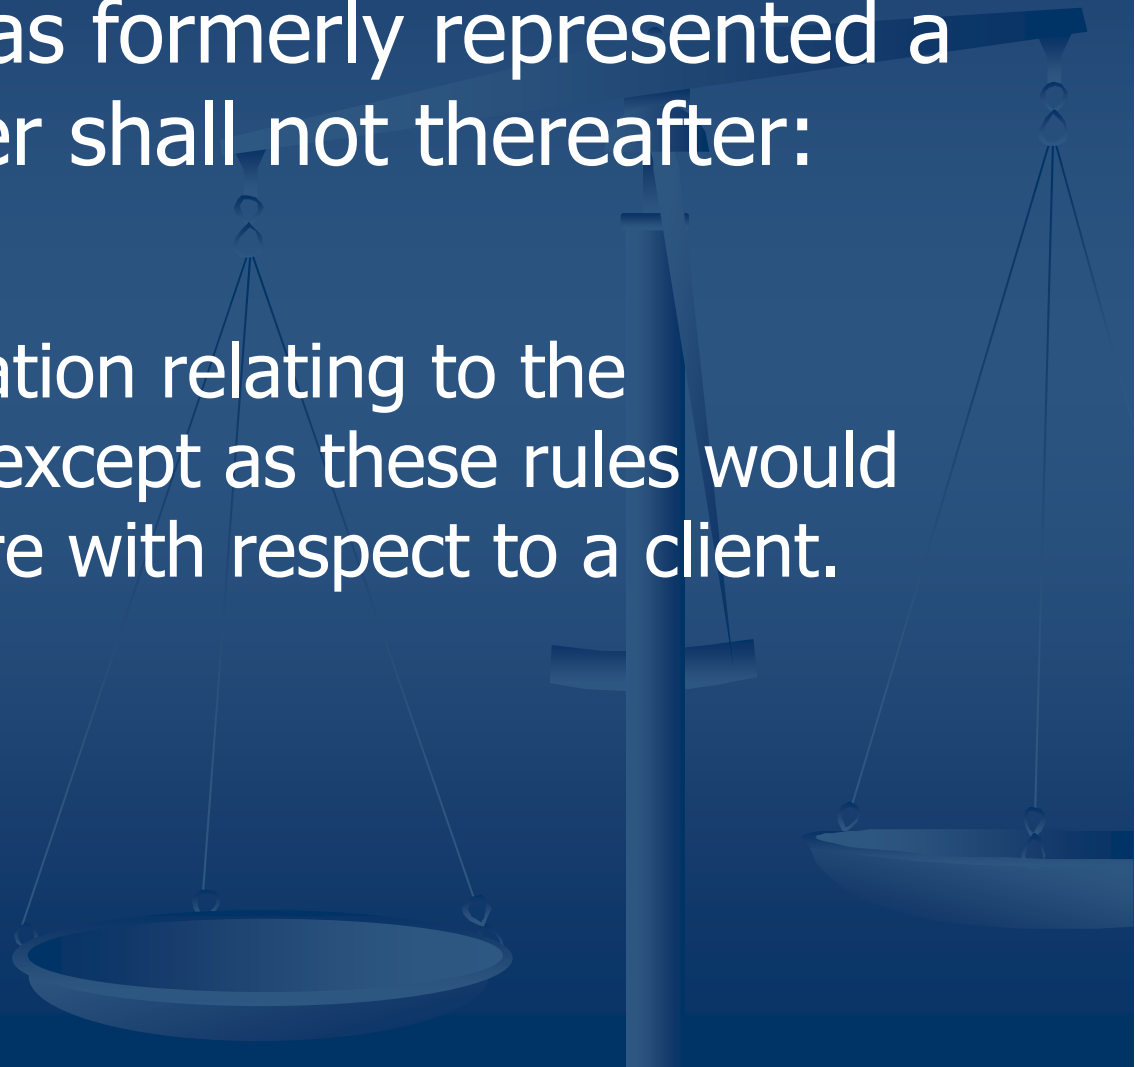 as formerly represented a
er shall not thereafter:
ation relating to the
except as these rules would
re with respect to a client.